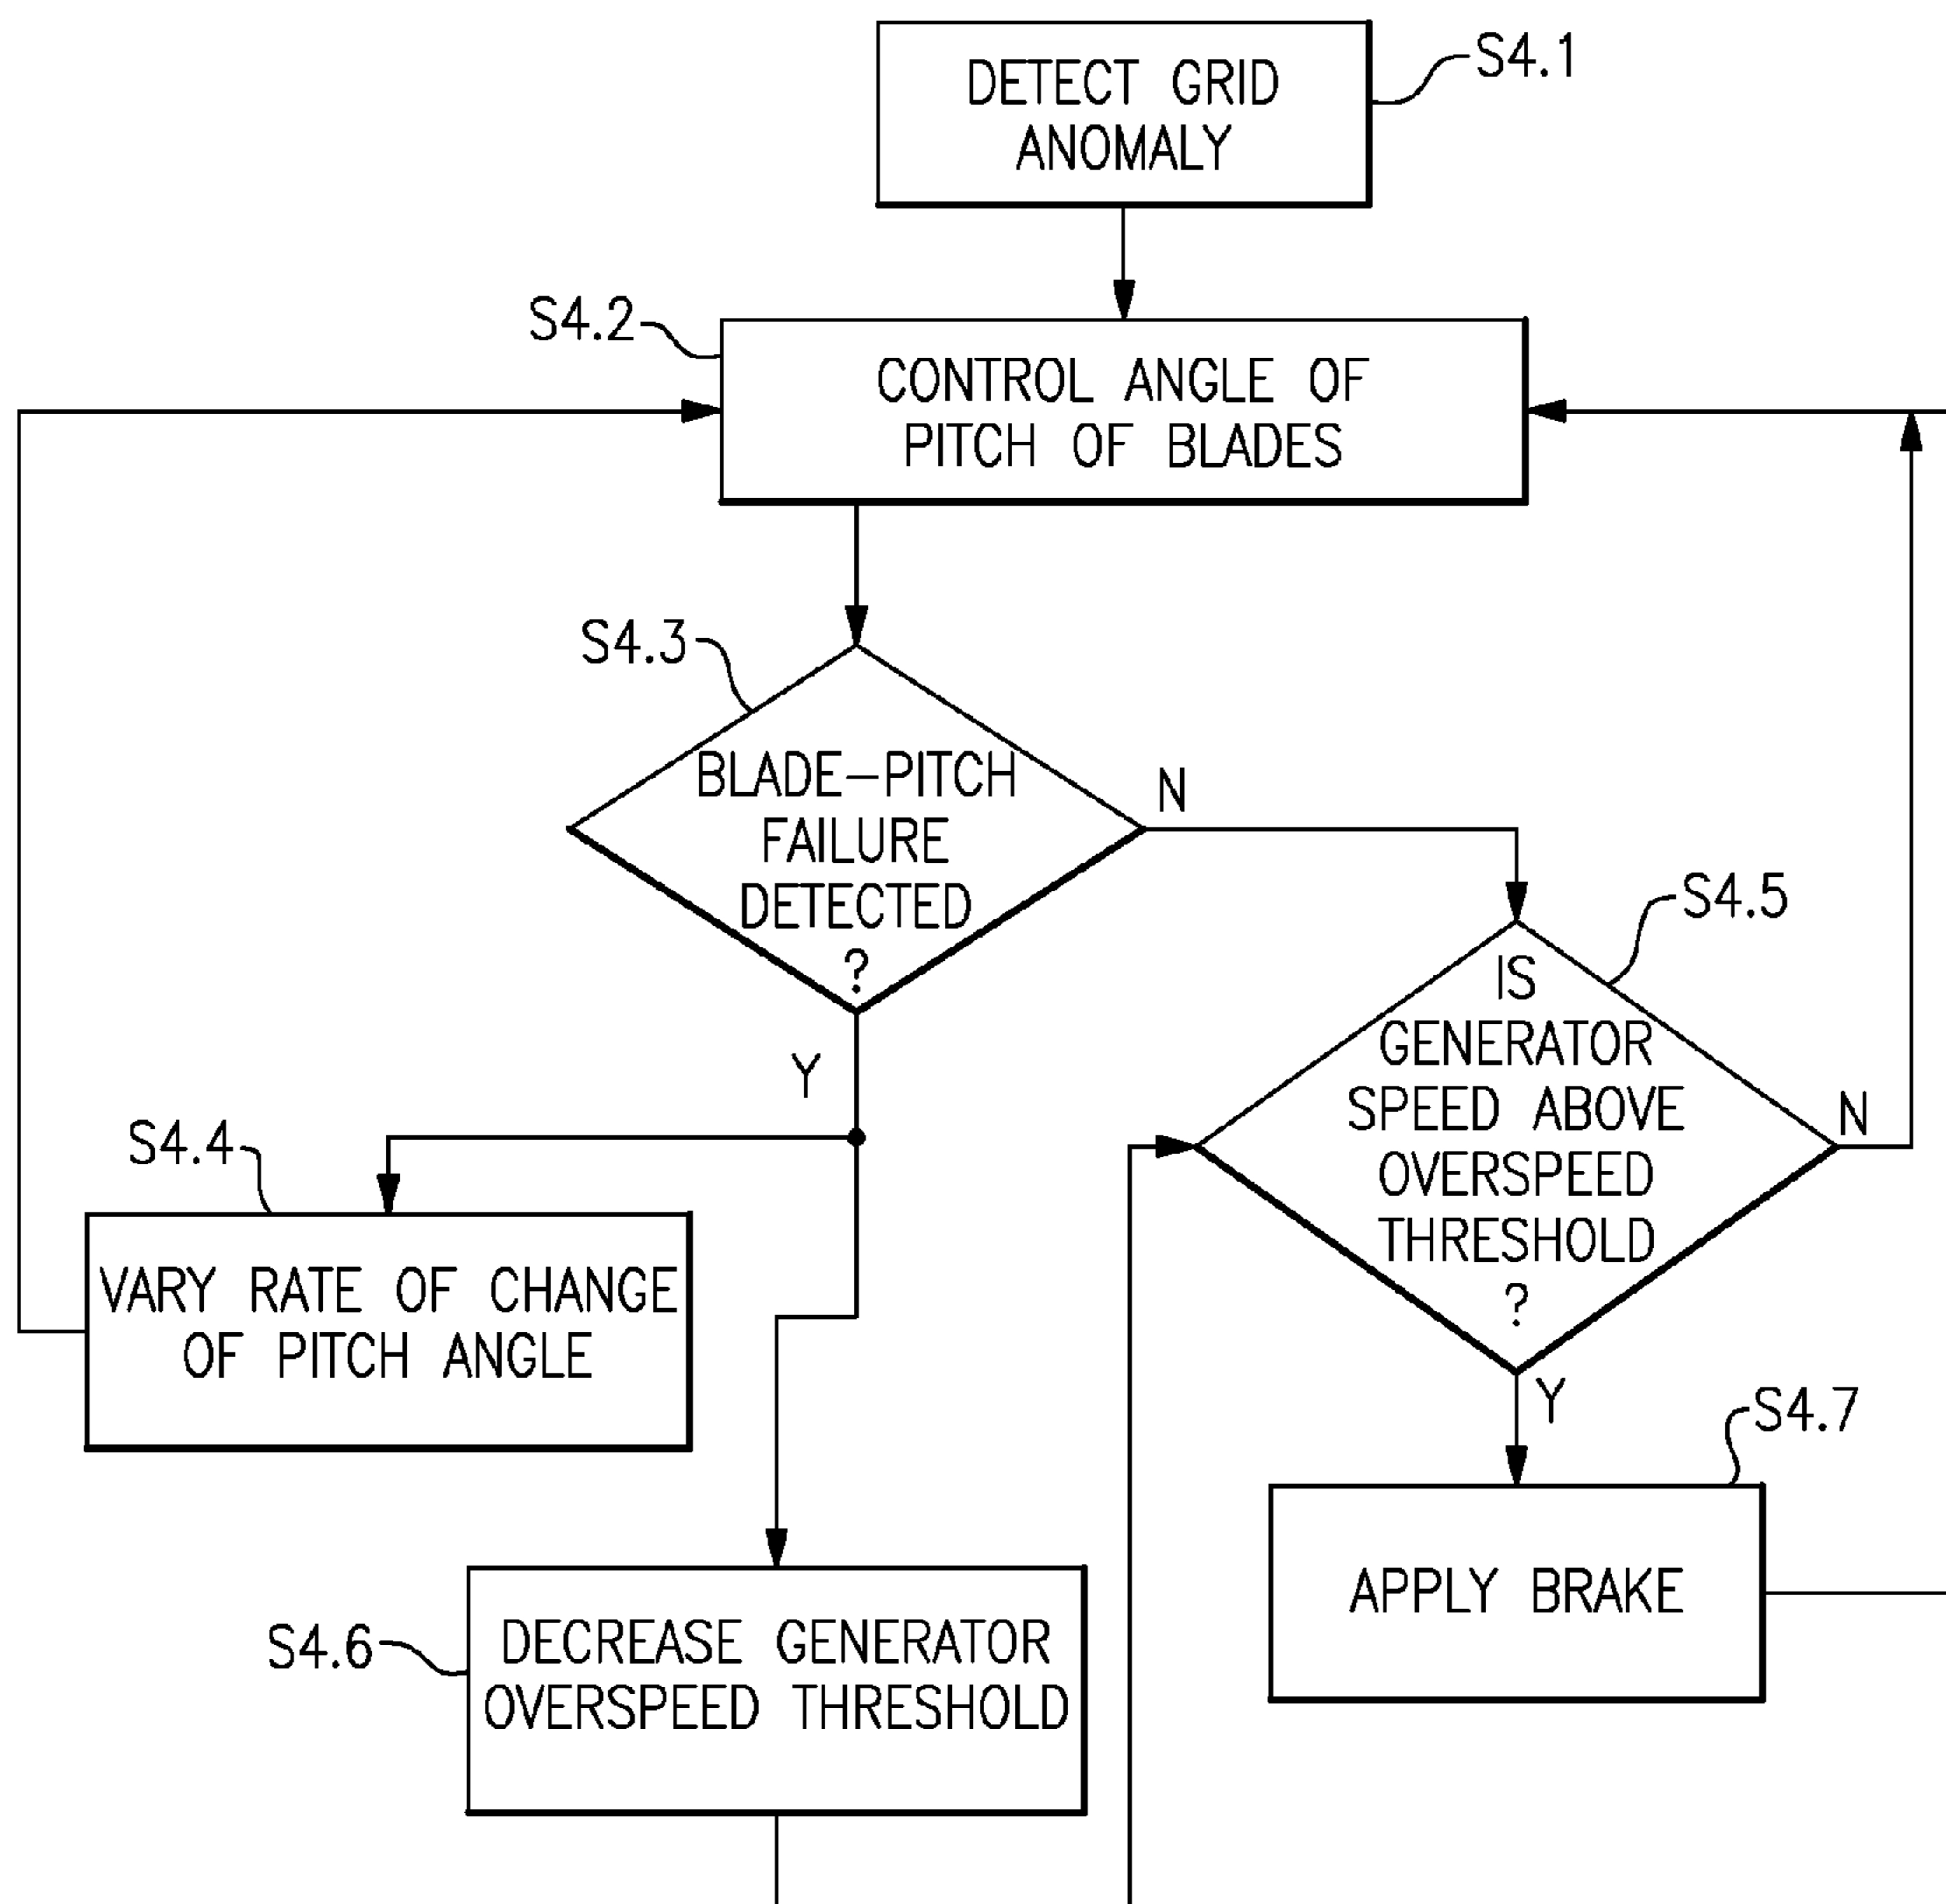 DETECT GRID
ANOMALY
S4.1
S4.2
CONTROL ANGLE OF
PITCH OF BLADES
S4.3
BLADE-PITCH
FAILURE
DETECTED
?
N
Y
S4.5
IS
GENERATOR
SPEED ABOVE
OVERSPEED
THRESHOLD
?
N
Y
S4.4
VARY RATE OF CHANGE
OF PITCH ANGLE
S4.7
APPLY BRAKE
S4.6
DECREASE GENERATOR
OVERSPEED THRESHOLD